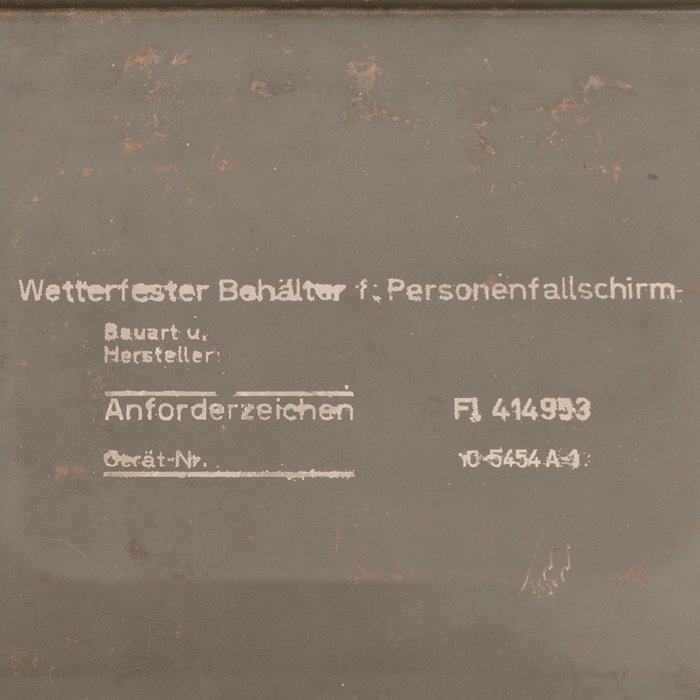 Wetterfester Behälter f. Personenfallschirm
Bauart u.
Hersteller:
Anforderzeichen Fl 414953
Gerät-Nr. 10-5454 A-1